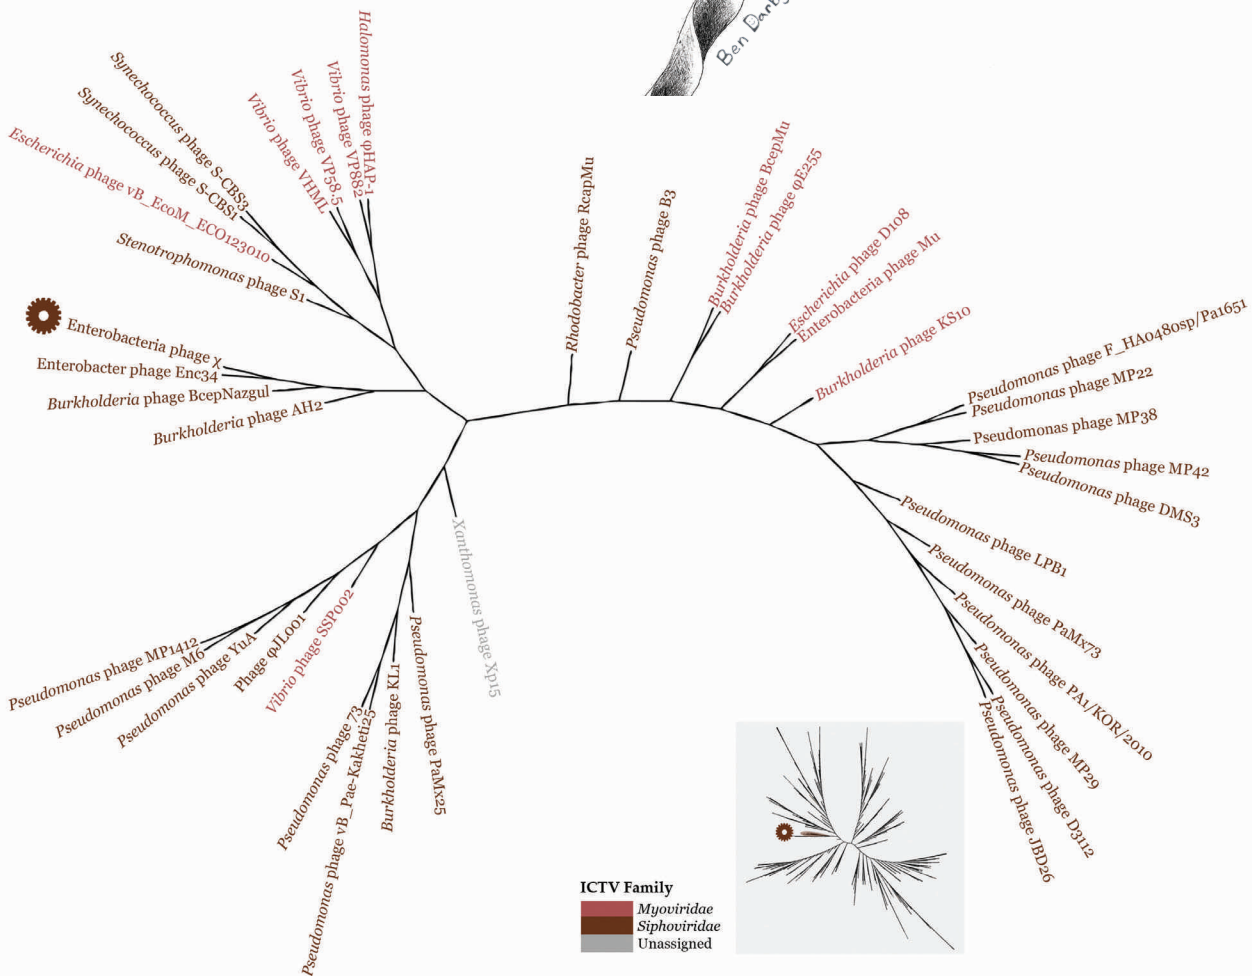 Ben Darby
Halomonas phage φHAP-1
Vibrio phage VP882
Vibrio phage VP58.5
Vibrio phage VHML
Synechococcus phage S-CBS3
Synechococcus phage S-CBS1
Escherichia phage vB_EcoM_ECO123010
Stenotrophomonas phage S1
Enterobacteria phage χ
Enterobacter phage Enc34
Burkholderia phage BcepNazgul
Burkholderia phage AH2
Rhodobacter phage RcapMu
Pseudomonas phage B3
Burkholderia phage BcepMu
Burkholderia phage φE255
Escherichia phage D108
Enterobacteria phage Mu
Burkholderia phage KS10
Pseudomonas phage F_HA0480sp/Pa1651
Pseudomonas phage MP22
Pseudomonas phage MP38
Pseudomonas phage MP42
Pseudomonas phage DMS3
Pseudomonas phage LPB1
Pseudomonas phage PaMx73
Pseudomonas phage PA1/KOR/2010
Pseudomonas phage MP29
Pseudomonas phage D3112
Pseudomonas phage JBD26
Xanthomonas phage Xp15
Pseudomonas phage PaMx25
Burkholderia phage KL1
Pseudomonas phage vB_Pae-Kakheti25
Pseudomonas phage 73
Vibrio phage SSP002
Phage φJL001
Pseudomonas phage YuA
Pseudomonas phage M6
Pseudomonas phage MP1412
ICTV Family
Myoviridae
Siphoviridae
Unassigned